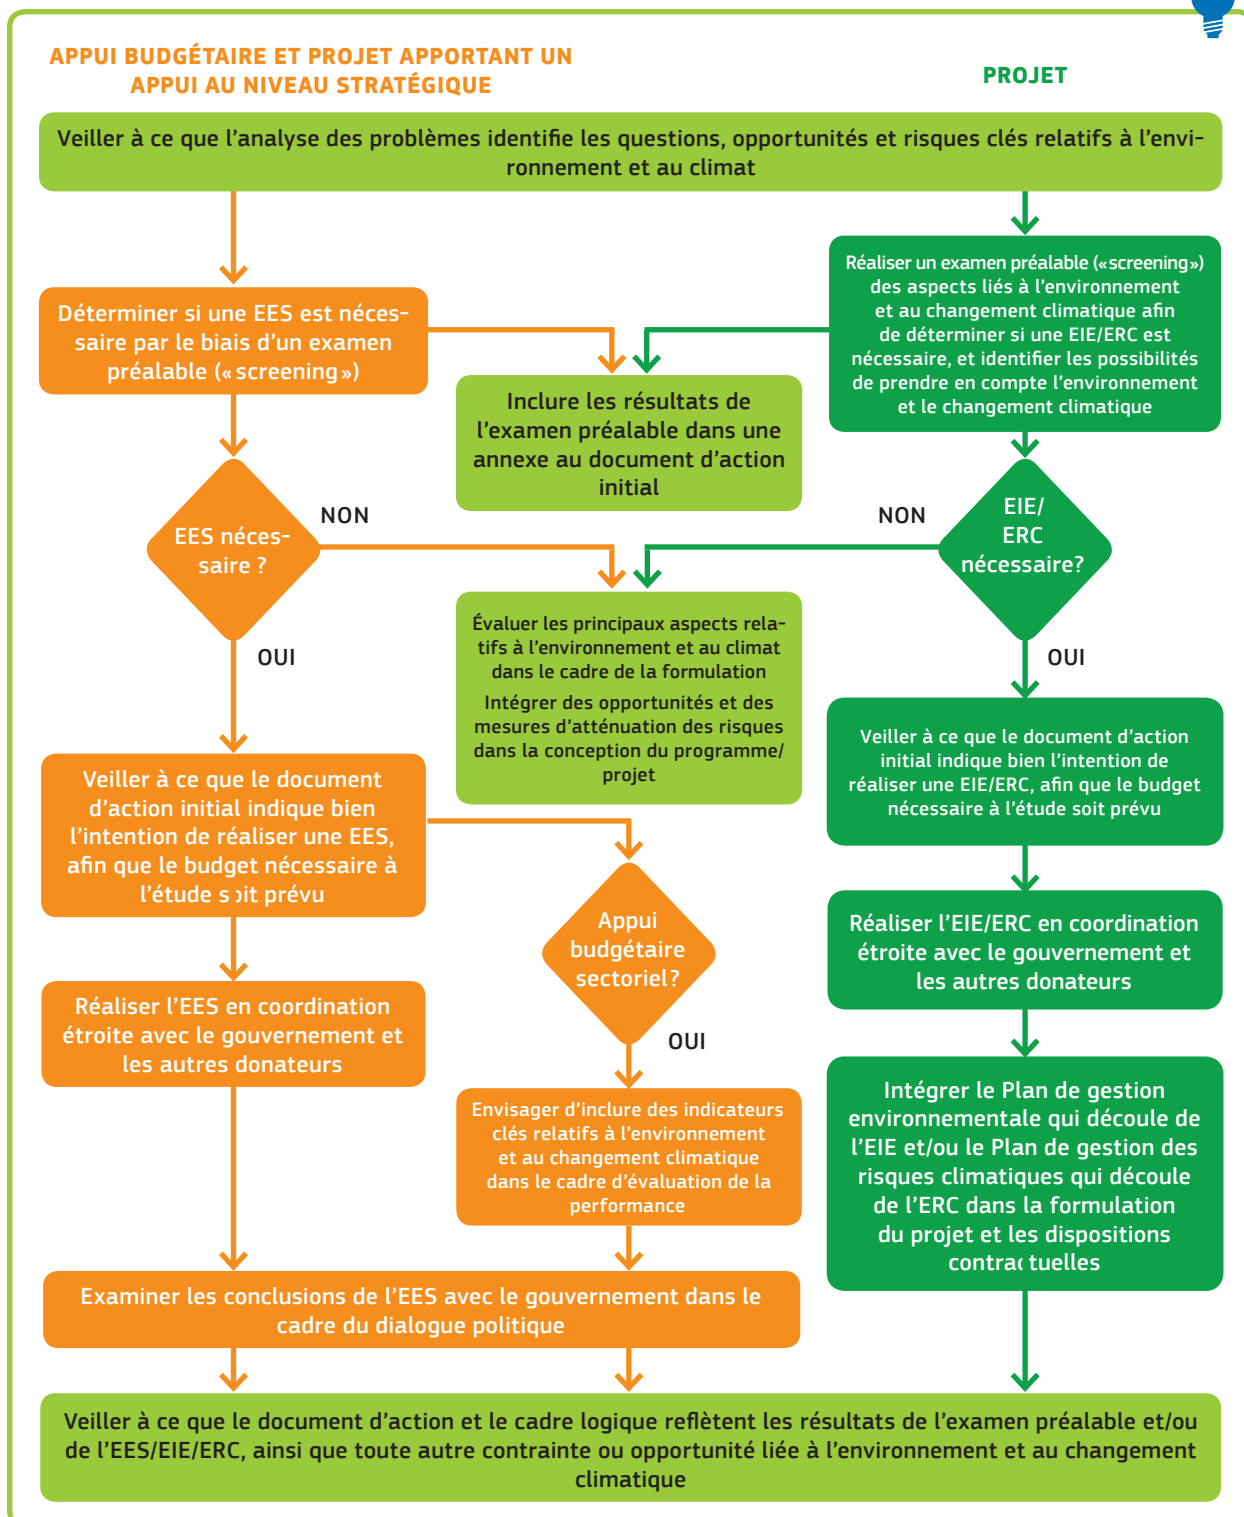 APPUI BUDGÉTAIRE ET PROJET APPORTANT UN
APPUI AU NIVEAU STRATÉGIQUE
PROJET
Veiller à ce que l'analyse des problèmes identifie les questions, opportunités et risques clés relatifs à l'envi-
ronnement et au climat
Déterminer si une EES est néces-
saire par le biais d'un examen
préalable («screening»)
Réaliser un examen préalable («screening»)
des aspects liés à l'environnement
et au changement climatique afin
de déterminer si une EIE/ERC est
nécessaire, et identifier les possibilités
de prendre en compte l'environnement
et le changement climatique
Inclure les résultats de
l'examen préalable dans une
annexe au document d'action
initial
EES néces-
saire ?
NON
OUI
NON
EIE/
ERC
nécessaire?
OUI
Évaluer les principaux aspects rela-
tifs à l'environnement et au climat
dans le cadre de la formulation
Intégrer des opportunités et des
mesures d'atténuation des risques
dans la conception du programme/
projet
Veiller à ce que le document
d'action initial indique bien
l'intention de réaliser une EES,
afin que le budget nécessaire à
l'étude soit prévu
Veiller à ce que le document d'action
initial indique bien l'intention de
réaliser une EIE/ERC, afin que le budget
nécessaire à l'étude soit prévu
Appui
budgétaire
sectoriel?
OUI
Réaliser l'EES en coordination
étroite avec le gouvernement et
les autres donateurs
Réaliser l'EIE/ERC en coordination
étroite avec le gouvernement et
les autres donateurs
Envisager d'inclure des indicateurs
clés relatifs à l'environnement
et au changement climatique
dans le cadre d'évaluation de la
performance
Intégrer le Plan de gestion
environnementale qui découle de
l'EIE et/ou le Plan de gestion des
risques climatiques qui découle
de l'ERC dans la formulation
du projet et les dispositions
contractuelles
Examiner les conclusions de l'EES avec le gouvernement dans le
cadre du dialogue politique
Veiller à ce que le document d'action et le cadre logique reflètent les résultats de l'examen préalable et/ou
de l'EES/EIE/ERC, ainsi que toute autre contrainte ou opportunité liée à l'environnement et au changement
climatique